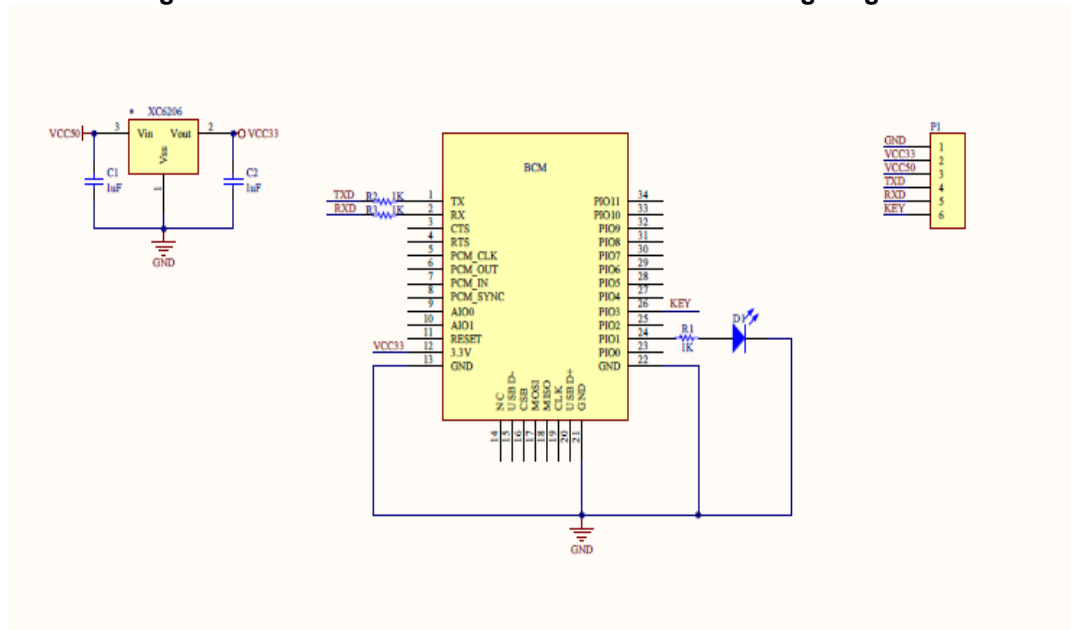 * XC6206
VCC50 3 Vin Vout 2 VCC33
Vss
1
C1
1uF
C2
1uF
GND
BCM
TXD R2 1K 1 TX
RXD R3 1K 2 RX
3 CTS
4 RTS
5 PCM_CLK
6 PCM_OUT
7 PCM_IN
8 PCM_SYNC
9 AIO0
10 AIO1
11 RESET
VCC33 12 3.3V
13 GND
PIO11 34
PIO10 33
PIO9 32
PIO8 31
PIO7 30
PIO6 29
PIO5 28
PIO4 27
PIO3 26 KEY
PIO2 25
PIO1 24 R1 1K D1
PIO0 23
GND 22
NC 14
USB D- 15
CSB 16
MOSI 17
MISO 18
CLK 19
USB D+ 20
GND 21
GND
P1
GND 1
VCC33 2
VCC50 3
TXD 4
RXD 5
KEY 6